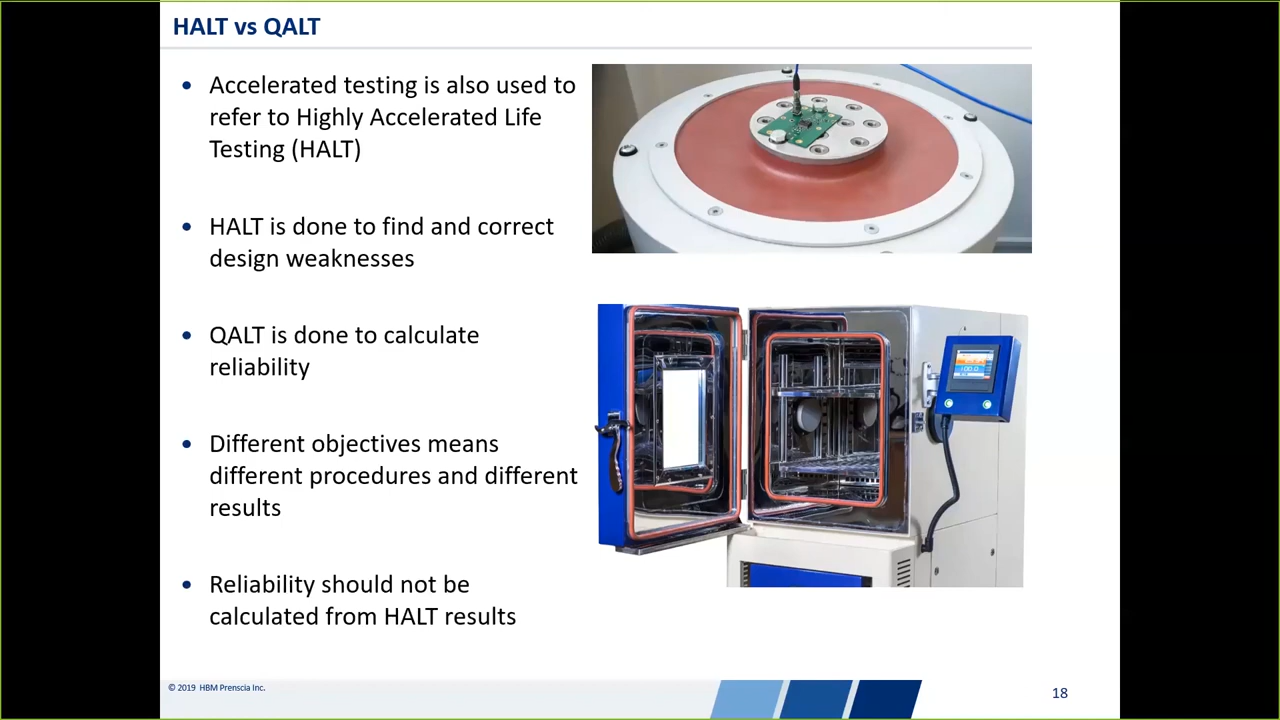 HALT vs QALT
• Accelerated testing is also used to
refer to Highly Accelerated Life
Testing (HALT)
• HALT is done to find and correct
design weaknesses
• QALT is done to calculate
reliability
• Different objectives means
different procedures and different
results
• Reliability should not be
calculated from HALT results
© 2019 HBM Prenscia Inc.
18